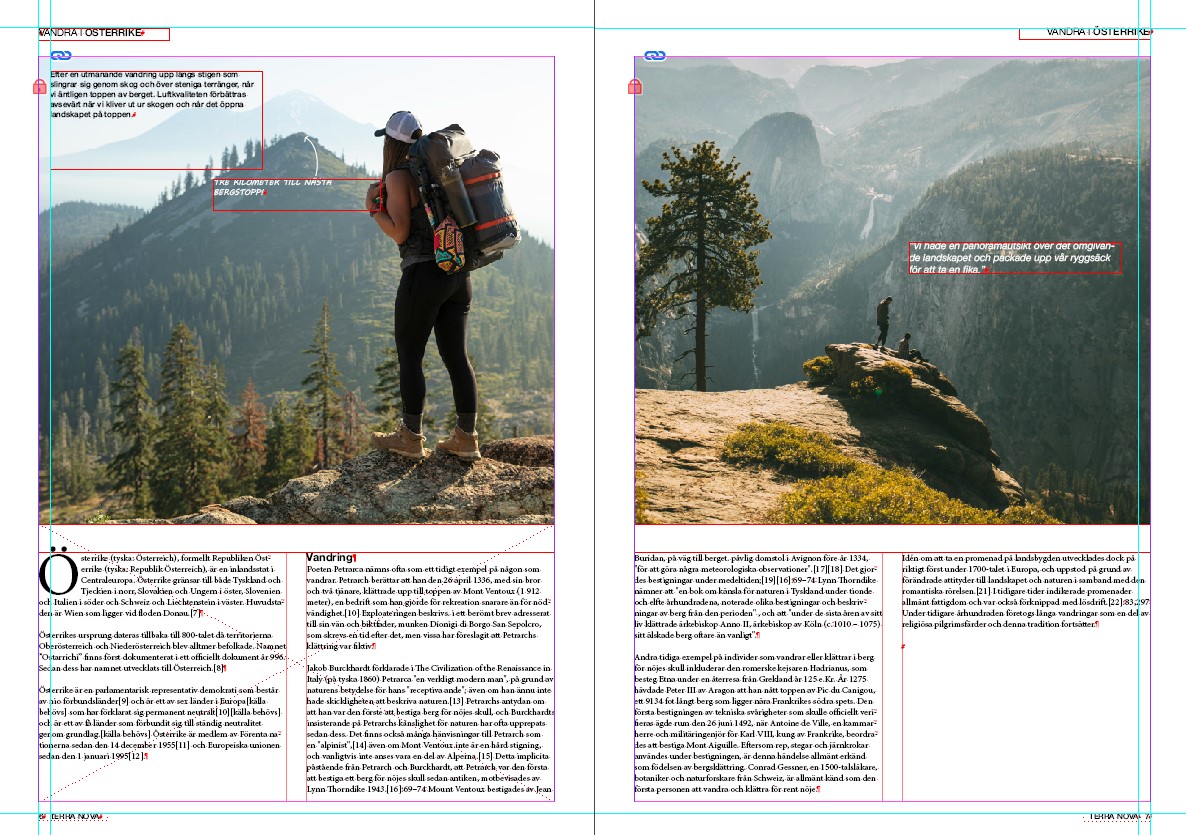 VANDRA I ÖSTERRIKE
Efter en utmanande vandring upp längs stigen som
slingrar sig genom skog och över steniga terränger, når
vi äntligen toppen av berget. Luftkvaliteten förbättras
avsevärt när vi kliver ut ur skogen och når det öppna
landskapet på toppen.
TRE KILOMETER TILL NÄSTA
BERGSTOPP!
Österrike (tyska: Österreich), formellt Republiken Öst-
errike (tyska: Republik Österreich), är en inlandsstat i
Centraleuropa. Österrike gränsar till både Tyskland och
Tjeckien i norr, Slovakien och Ungern i öster, Slovenien
och Italien i söder och Schweiz och Liechtenstein i väster. Huvudsta-
den är Wien som ligger vid floden Donau.[7]
Österrikes ursprung dateras tillbaka till 800-talet då territorierna
Oberösterreich och Niederösterreich blev alltmer befolkade. Namnet
"Ostarrichi" finns först dokumenterat i ett officiellt dokument år 996.
Sedan dess har namnet utvecklats till Österreich.[8]
Österrike är en parlamentarisk representativ demokrati som består
av nio förbundsländer[9] och är ett av sex länder i Europa [källa
behövs] som har förklarat sig permanent neutralt[10][källa behövs]
och är ett av få länder som förbundit sig till ständig neutralitet
genom grundlag.[källa behövs] Österrike är medlem av Förenta na-
tionerna sedan den 14 december 1955[11] och Europeiska unionen
sedan den 1 januari 1995[12].
Vandring
Poeten Petrarca nämns ofta som ett tidigt exempel på någon som
vandrar. Petrarch berättar att han den 26 april 1336, med sin bror
och två tjänare, klättrade upp till toppen av Mont Ventoux (1 912
meter), en bedrift som han gjorde för rekreation snarare än för nöd-
vändighet.[10] Exploateringen beskrivs i ett berömt brev adresserat
till sin vän och biktfader, munken Dionigi di Borgo San Sepolcro,
som skrevs en tid efter det, men vissa har föreslagit att Petrarchs
klättring var fiktiv.
Jakob Burckhardt förklarade i The Civilization of the Renaissance in
Italy (på tyska 1860) Petrarca "en verkligt modern man", på grund av
naturens betydelse för hans "receptiva ande"; även om han ännu inte
hade skickligheten att beskriva naturen.[13] Petrarchs antydan om
att han var den förste att bestiga berg för nöjes skull, och Burckhardts
insisterande på Petrarchs känslighet för naturen har ofta upprepats
sedan dess. Det finns också många hänvisningar till Petrarch som
en "alpinist",[14] även om Mont Ventoux inte är en hård stigning,
och vanligtvis inte anses vara en del av Alperna.[15] Detta implicita
påstående från Petrarch och Burckhardt, att Petrarch var den första
att bestiga ett berg för nöjes skull sedan antiken, motbevisades av
Lynn Thorndike 1943.[16]:69–74 Mount Ventoux bestigades av Jean
6 TERRA NOVA
VANDRA I ÖSTERRIKE
"Vi hade en panoramautsikt över det omgivan-
de landskapet och packade upp vår ryggsäck
för att ta en fika."
Buridan, på väg till berget. påvlig domstol i Avignon före år 1334,
"för att göra några meteorologiska observationer".[17][18] Det gjor-
des bestigningar under medeltiden;[19][16]:69–74 Lynn Thorndike
nämner att "en bok om känsla för naturen i Tyskland under tionde
och elfte århundradena, noterade olika bestigningar och beskriv-
ningar av berg från den perioden", och att "under de sista åren av sitt
liv klättrade ärkebiskop Anno II, ärkebiskop av Köln (c.1010 – 1075)
sitt älskade berg oftare än vanligt".
Andra tidiga exempel på individer som vandrar eller klättrar i berg
för nöjes skull inkluderar den romerske kejsaren Hadrianus, som
besteg Etna under en återresa från Grekland år 125 e.Kr. År 1275
hävdade Peter III av Aragon att han nått toppen av Pic du Canigou,
ett 9134 fot långt berg som ligger nära Frankrikes södra spets. Den
första bestigningen av tekniska svårigheter som skulle officiellt veri-
fieras ägde rum den 26 juni 1492, när Antoine de Ville, en kammar-
herre och militäringenjör för Karl VIII, kung av Frankrike, beordra-
des att bestiga Mont Aiguille. Eftersom rep, stegar och järnkrokar
användes under bestigningen, är denna händelse allmänt erkänd
som födelsen av bergsklättring. Conrad Gessner, en 1500-talsläkare,
botaniker och naturforskare från Schweiz, är allmänt känd som den
första personen att vandra och klättra för rent nöje.
Idén om att ta en promenad på landsbygden utvecklades dock på
riktigt först under 1700-talet i Europa, och uppstod på grund av
förändrade attityder till landskapet och naturen i samband med den
romantiska rörelsen.[21] I tidigare tider indikerade promenader
allmänt fattigdom och var också förknippad med lösdrift.[22]:83,297
Under tidigare århundraden företogs långa vandringar som en del av
religiösa pilgrimsfärder och denna tradition fortsätter.
TERRA NOVA 7